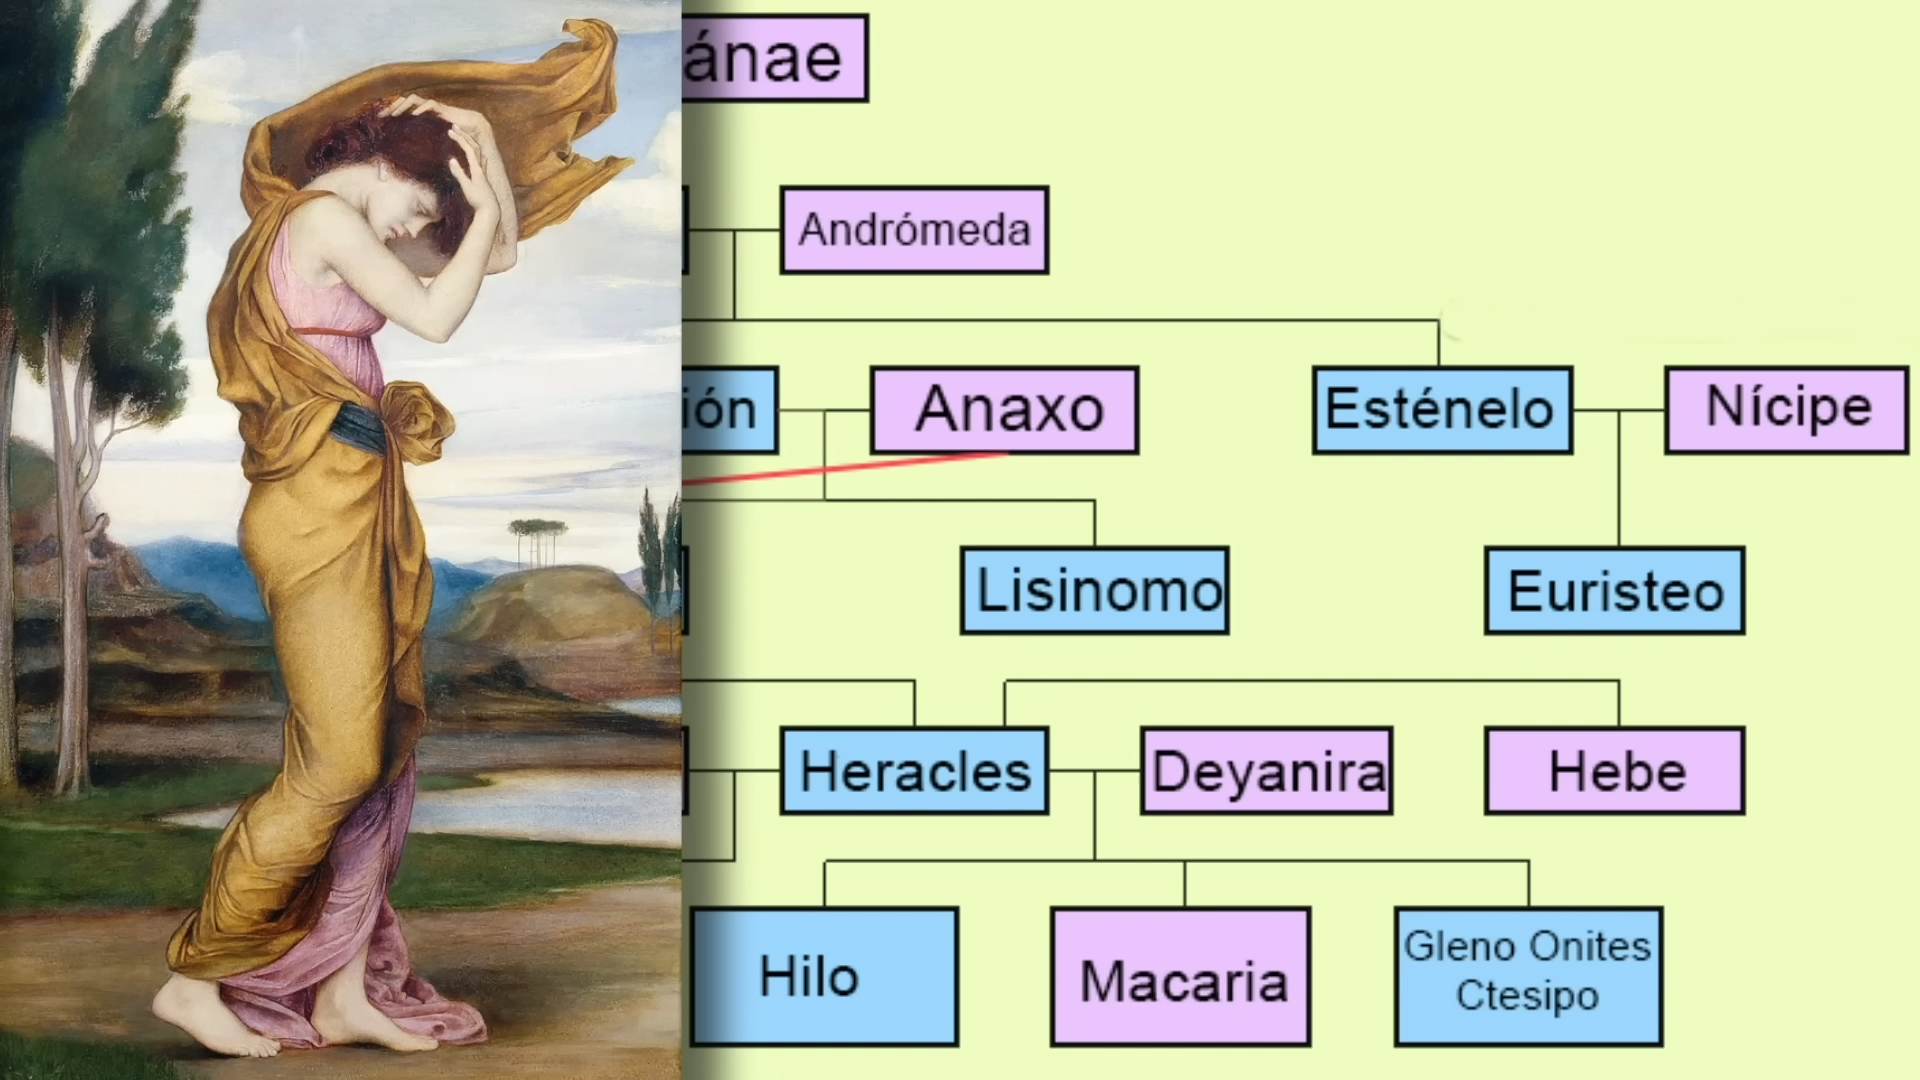 ánae
Andrómeda
ión
Anaxo
Esténelo
Nícipe
Lisinomo
Euristeo
Heracles
Deyanira
Hebe
Hilo
Macaria
Gleno Onites
Ctesipo